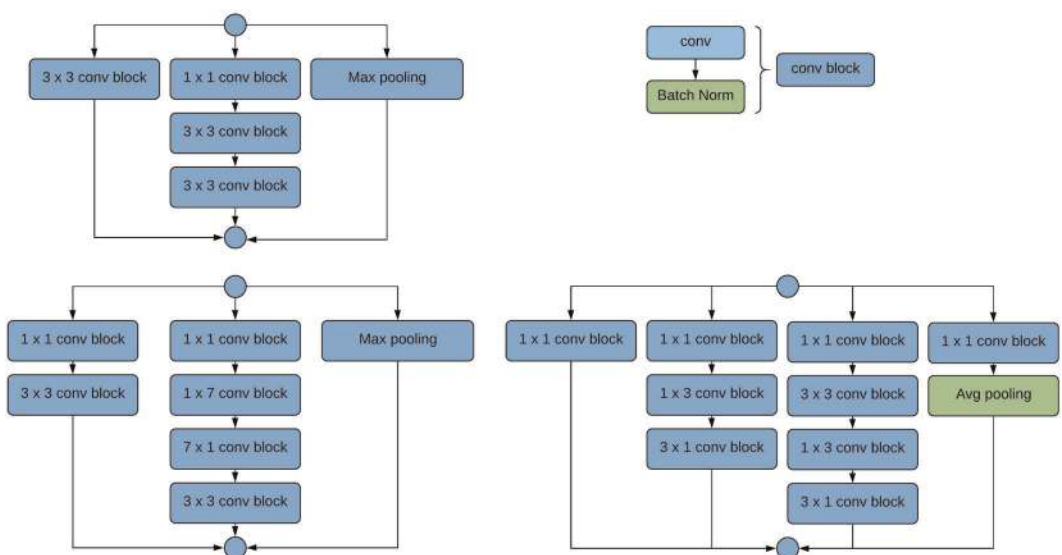 3 x 3 conv block
1 x 1 conv block
Max pooling
3 x 3 conv block
3 x 3 conv block
conv
Batch Norm
conv block
1 x 1 conv block
1 x 1 conv block
Max pooling
3 x 3 conv block
1 x 7 conv block
7 x 1 conv block
3 x 3 conv block
1 x 1 conv block
1 x 1 conv block
1 x 1 conv block
1 x 1 conv block
1 x 3 conv block
3 x 3 conv block
Avg pooling
3 x 1 conv block
1 x 3 conv block
3 x 1 conv block